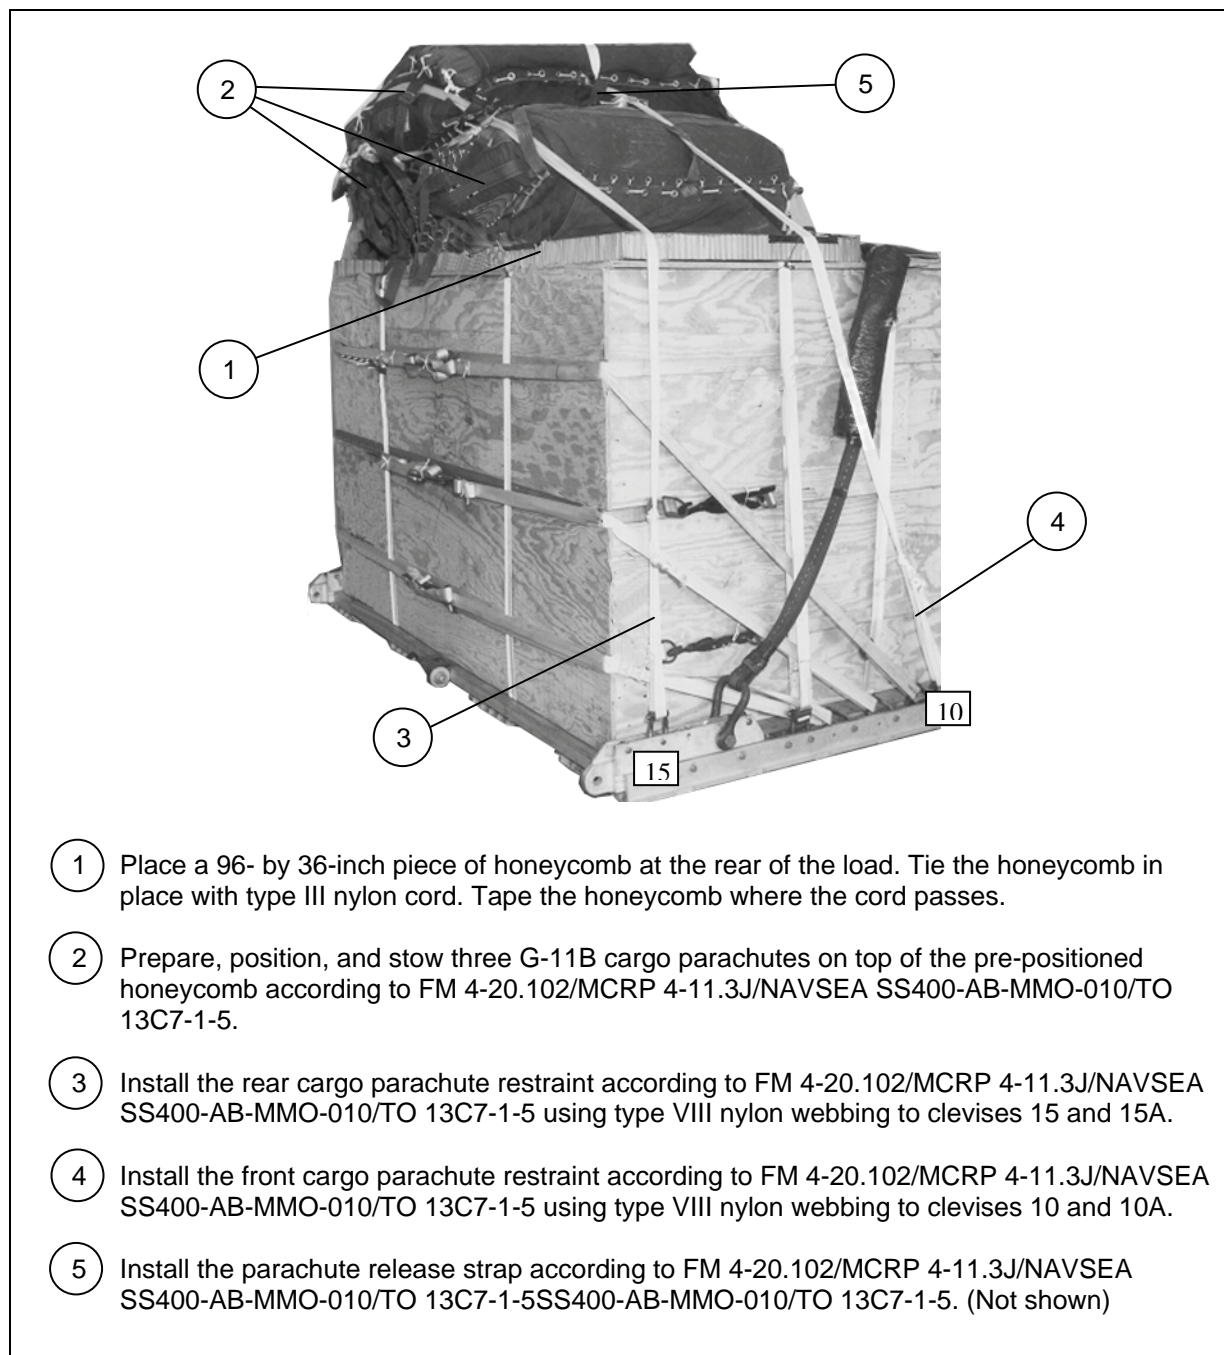 2
5
1
4
3
10
15
1 Place a 96- by 36-inch piece of honeycomb at the rear of the load. Tie the honeycomb in
place with type III nylon cord. Tape the honeycomb where the cord passes.
2 Prepare, position, and stow three G-11B cargo parachutes on top of the pre-positioned
honeycomb according to FM 4-20.102/MCRP 4-11.3J/NAVSEA SS400-AB-MMO-010/TO
13C7-1-5.
3 Install the rear cargo parachute restraint according to FM 4-20.102/MCRP 4-11.3J/NAVSEA
SS400-AB-MMO-010/TO 13C7-1-5 using type VIII nylon webbing to clevises 15 and 15A.
4 Install the front cargo parachute restraint according to FM 4-20.102/MCRP 4-11.3J/NAVSEA
SS400-AB-MMO-010/TO 13C7-1-5 using type VIII nylon webbing to clevises 10 and 10A.
5 Install the parachute release strap according to FM 4-20.102/MCRP 4-11.3J/NAVSEA
SS400-AB-MMO-010/TO 13C7-1-5SS400-AB-MMO-010/TO 13C7-1-5. (Not shown)